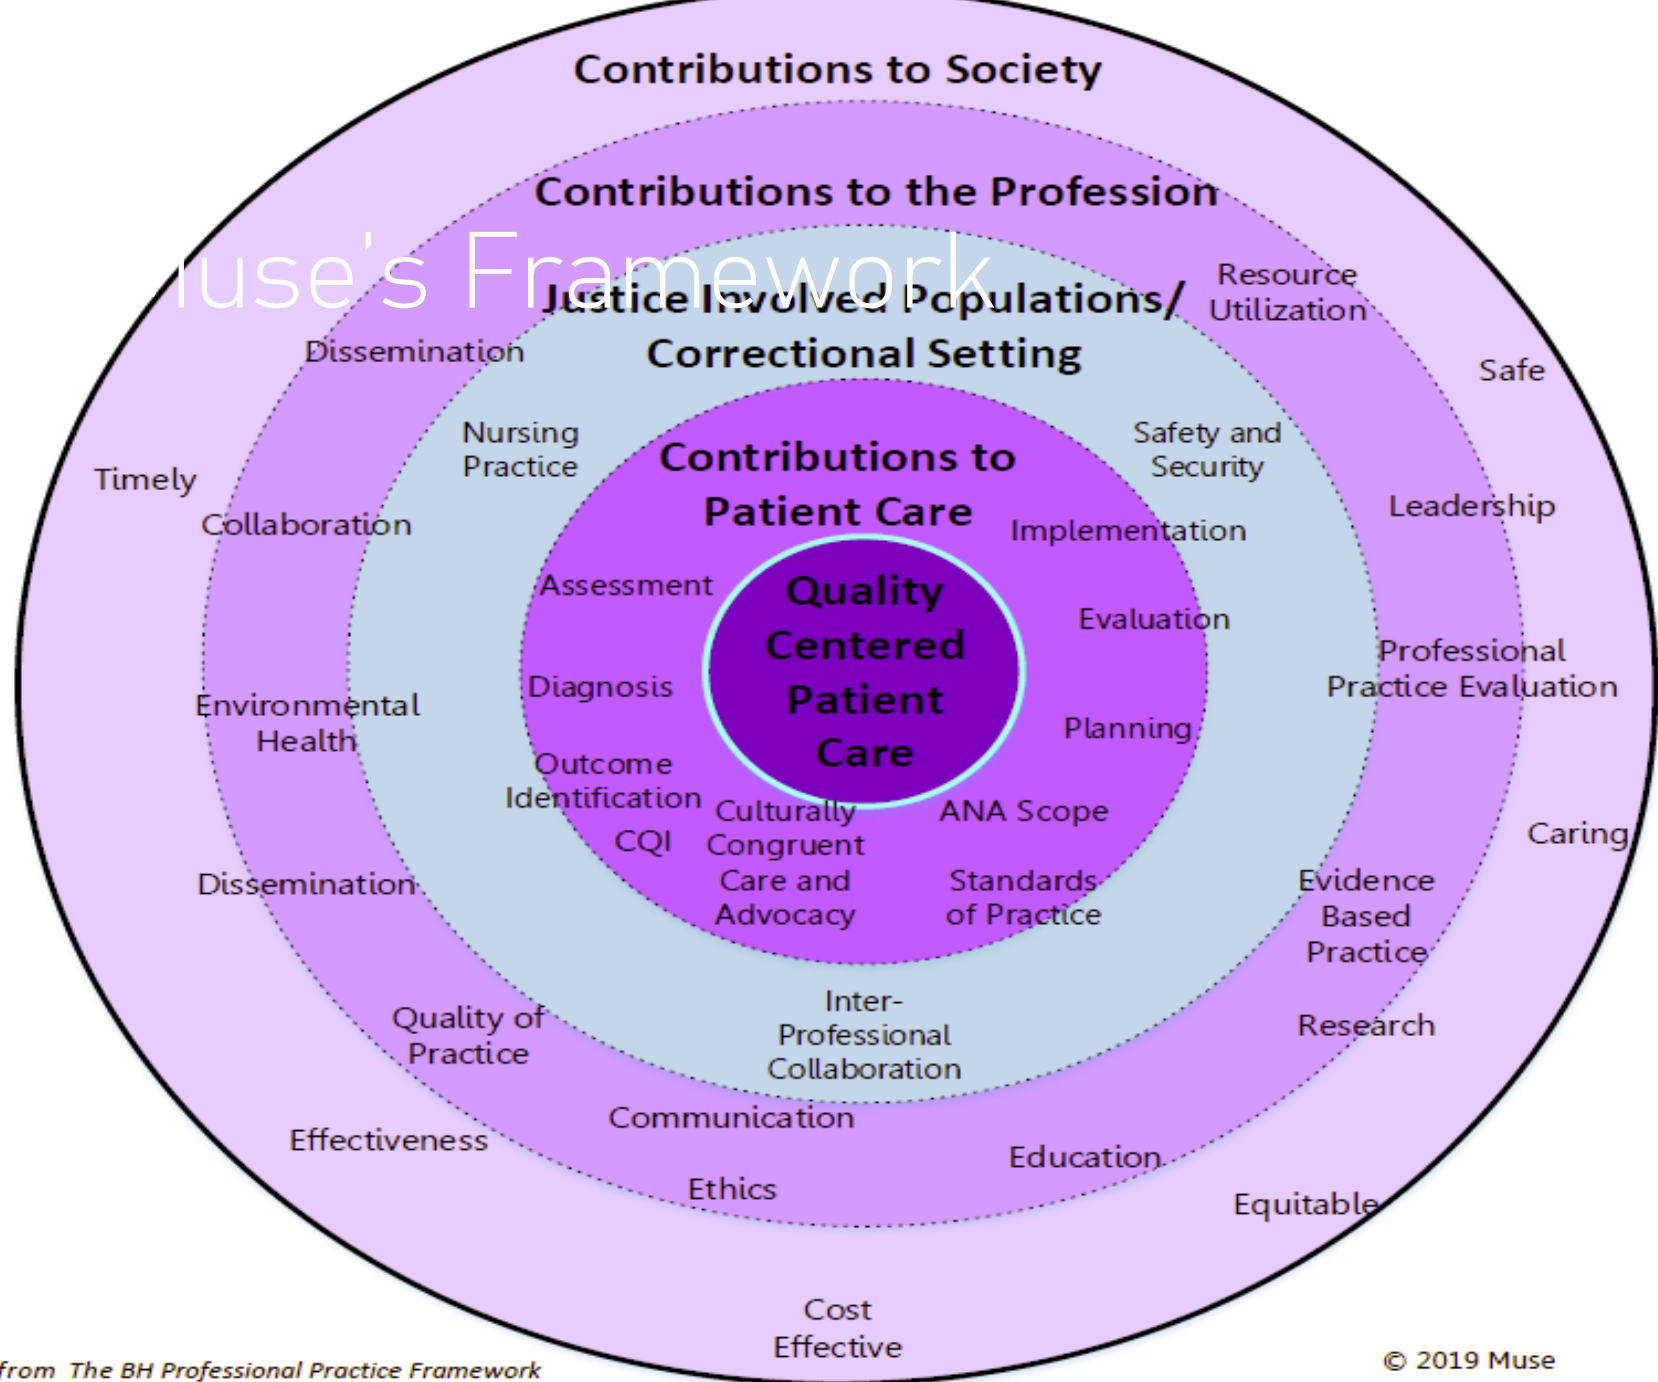 Contributions to Society
Contributions to the Profession
use’s Framework
Justice Involved Populations/
Correctional Setting
Resource
Utilization
Dissemination
Safe
Nursing
Practice
Safety and
Security
Contributions to
Patient Care
Timely
Leadership
Collaboration
Implementation
Assessment
Quality
Centered
Patient
Care
Evaluation
Professional
Practice Evaluation
Diagnosis
Environmental
Health
Planning
Outcome
Identification
CQI
Culturally
Congruent
Care and
Advocacy
ANA Scope
Standards
of Practice
Caring
Dissemination
Evidence
Based
Practice
Inter-
Professional
Collaboration
Quality of
Practice
Research
Communication
Effectiveness
Education
Ethics
Equitable
Cost
Effective
from The BH Professional Practice Framework
© 2019 Muse